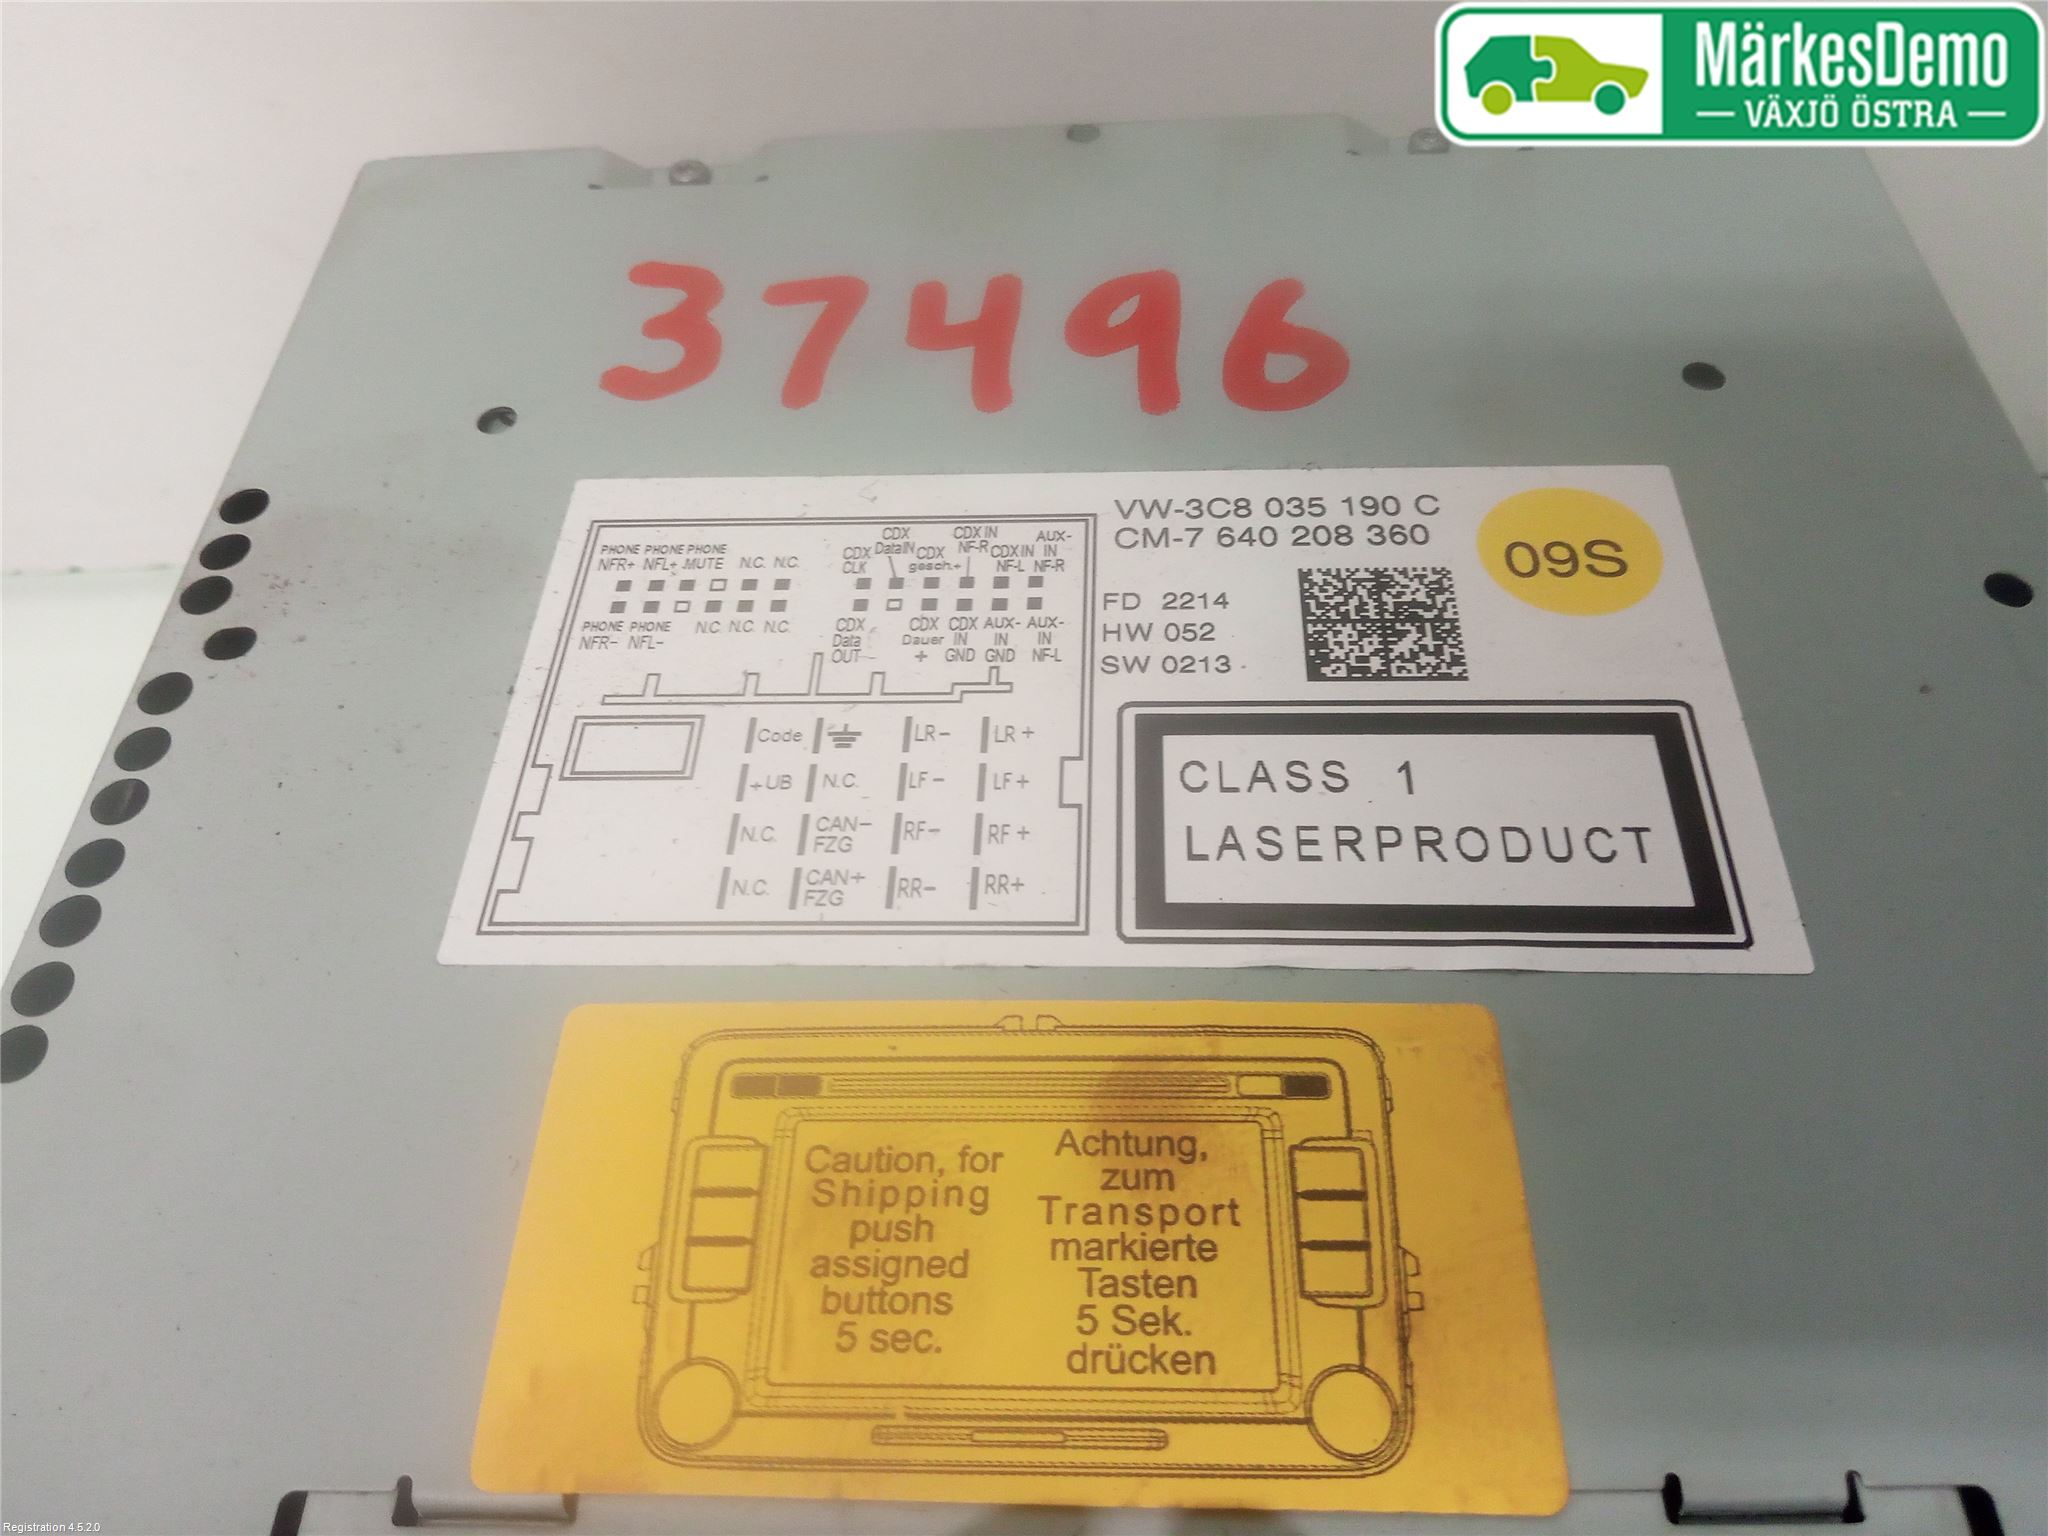 MärkesDemo
VÄXJÖ ÖSTRA
37496
VW-3C8 035 190 C
CM-7 640 208 360
09S
FD 2214
HW 052
SW 0213
CLASS 1
LASERPRODUCT
PHONE PHONE PHONE
NFR+ NFL+ MUTE N.C. N.C.
PHONE PHONE
NFR- NFL- N.C. N.C. N.C.
CDX
CLK
CDX
DataIN
CDX
gesch.+
CDX IN
NF-R
CDX IN
NF-L
AUX-
IN
NF-R
CDX
Data
OUT
CDX
Dauer
+
CDX
IN
GND
AUX-
IN
GND
AUX-
IN
NF-L
Code LR- LR+
+UB N.C. LF- LF+
N.C. CAN-
FZG RF- RF+
N.C. CAN+
FZG RR- RR+
Caution, for
Shipping
push
assigned
buttons
5 sec.
Achtung,
zum
Transport
markierte
Tasten
5 Sek.
drücken
Registration 4.5.2.0